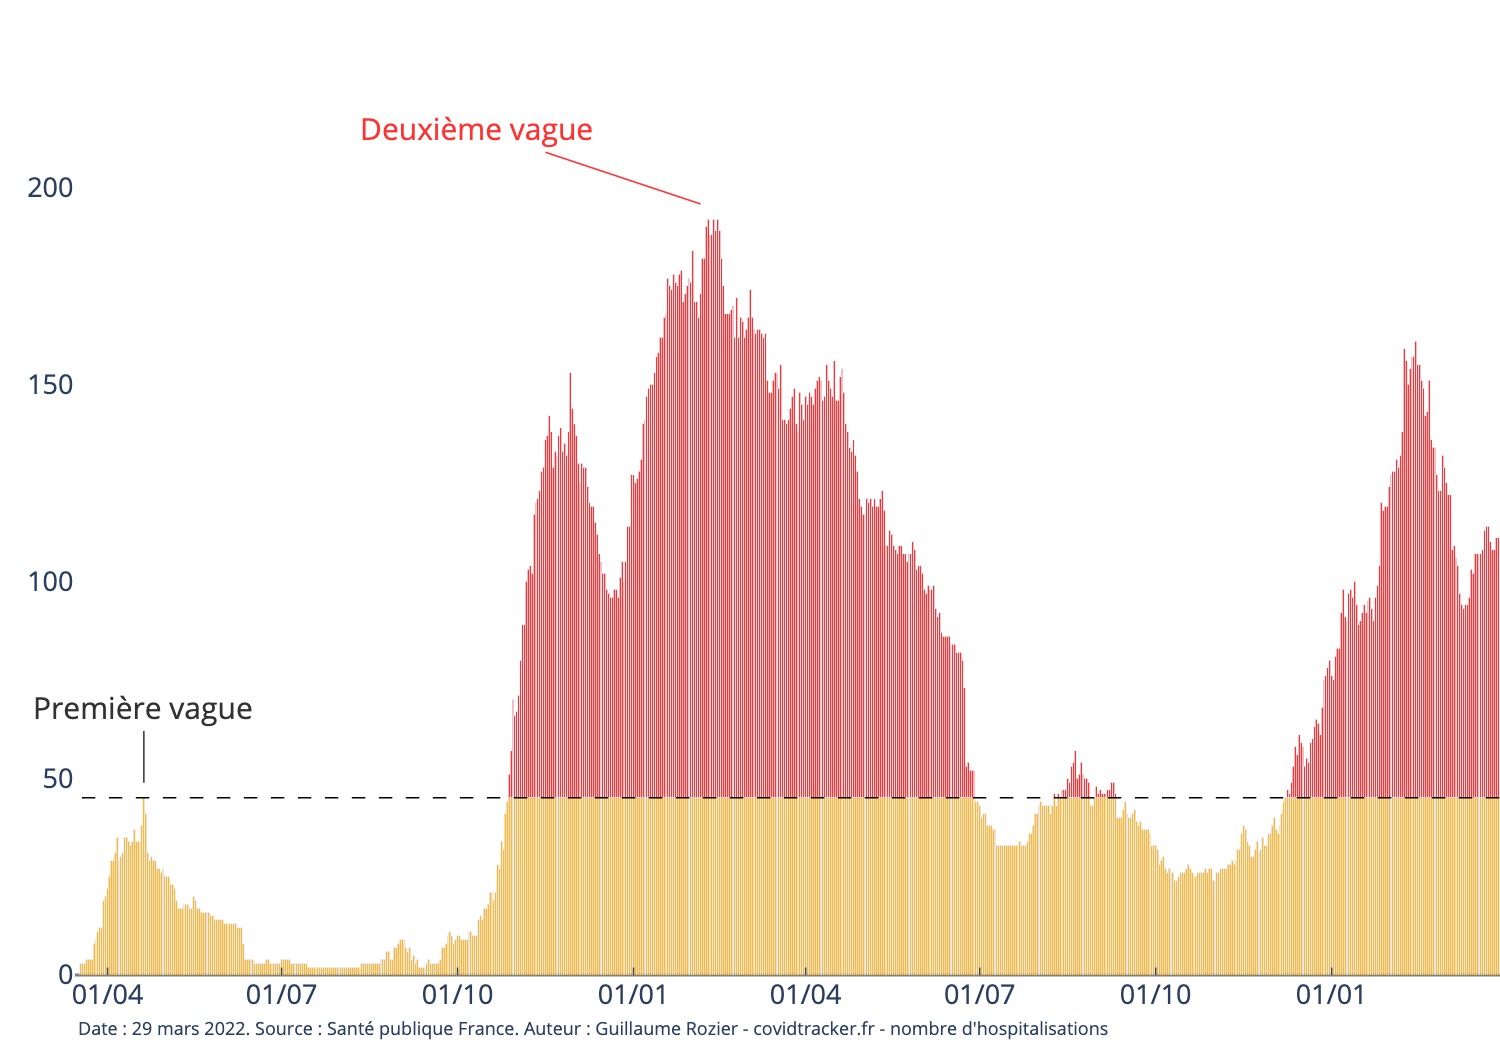 Deuxième vague
200
150
100
Première vague
50
0
01/04 01/07 01/10 01/01 01/04 01/07 01/10 01/01
Date : 29 mars 2022. Source : Santé publique France. Auteur : Guillaume Rozier - covidtracker.fr - nombre d'hospitalisations